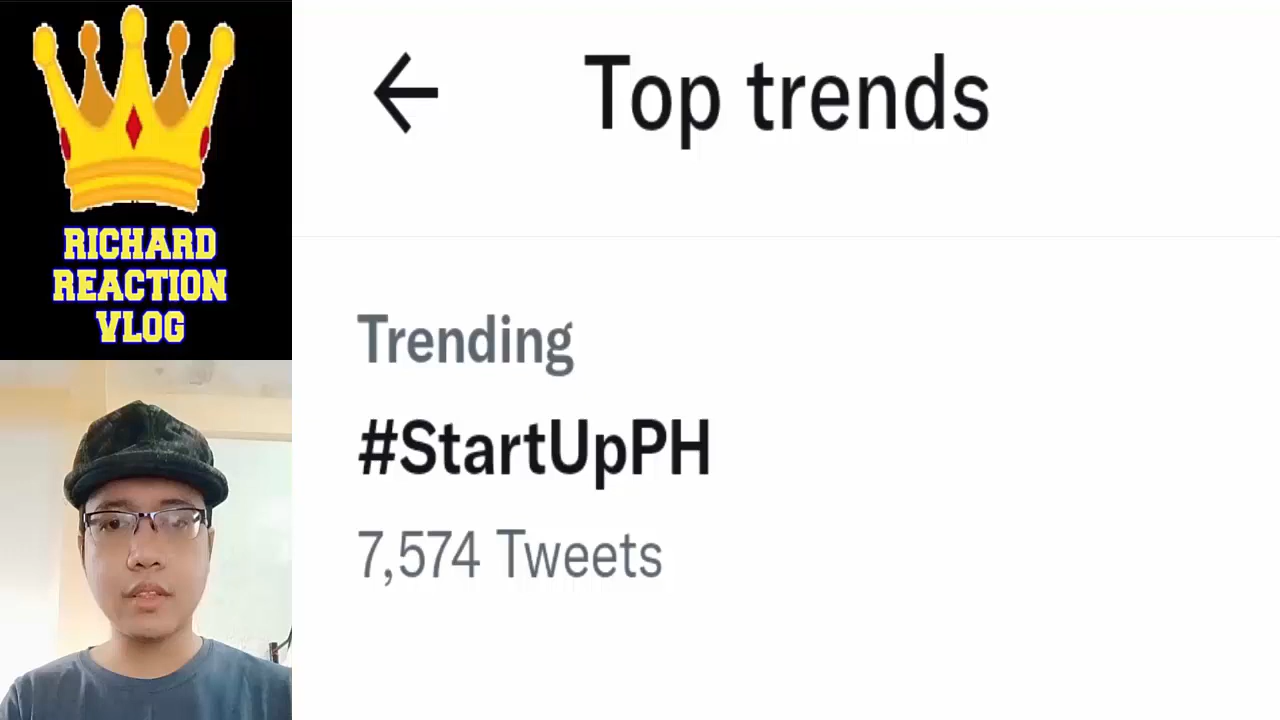 RICHARD
REACTION
VLOG
Top trends
Trending
#StartUpPH
7,574 Tweets